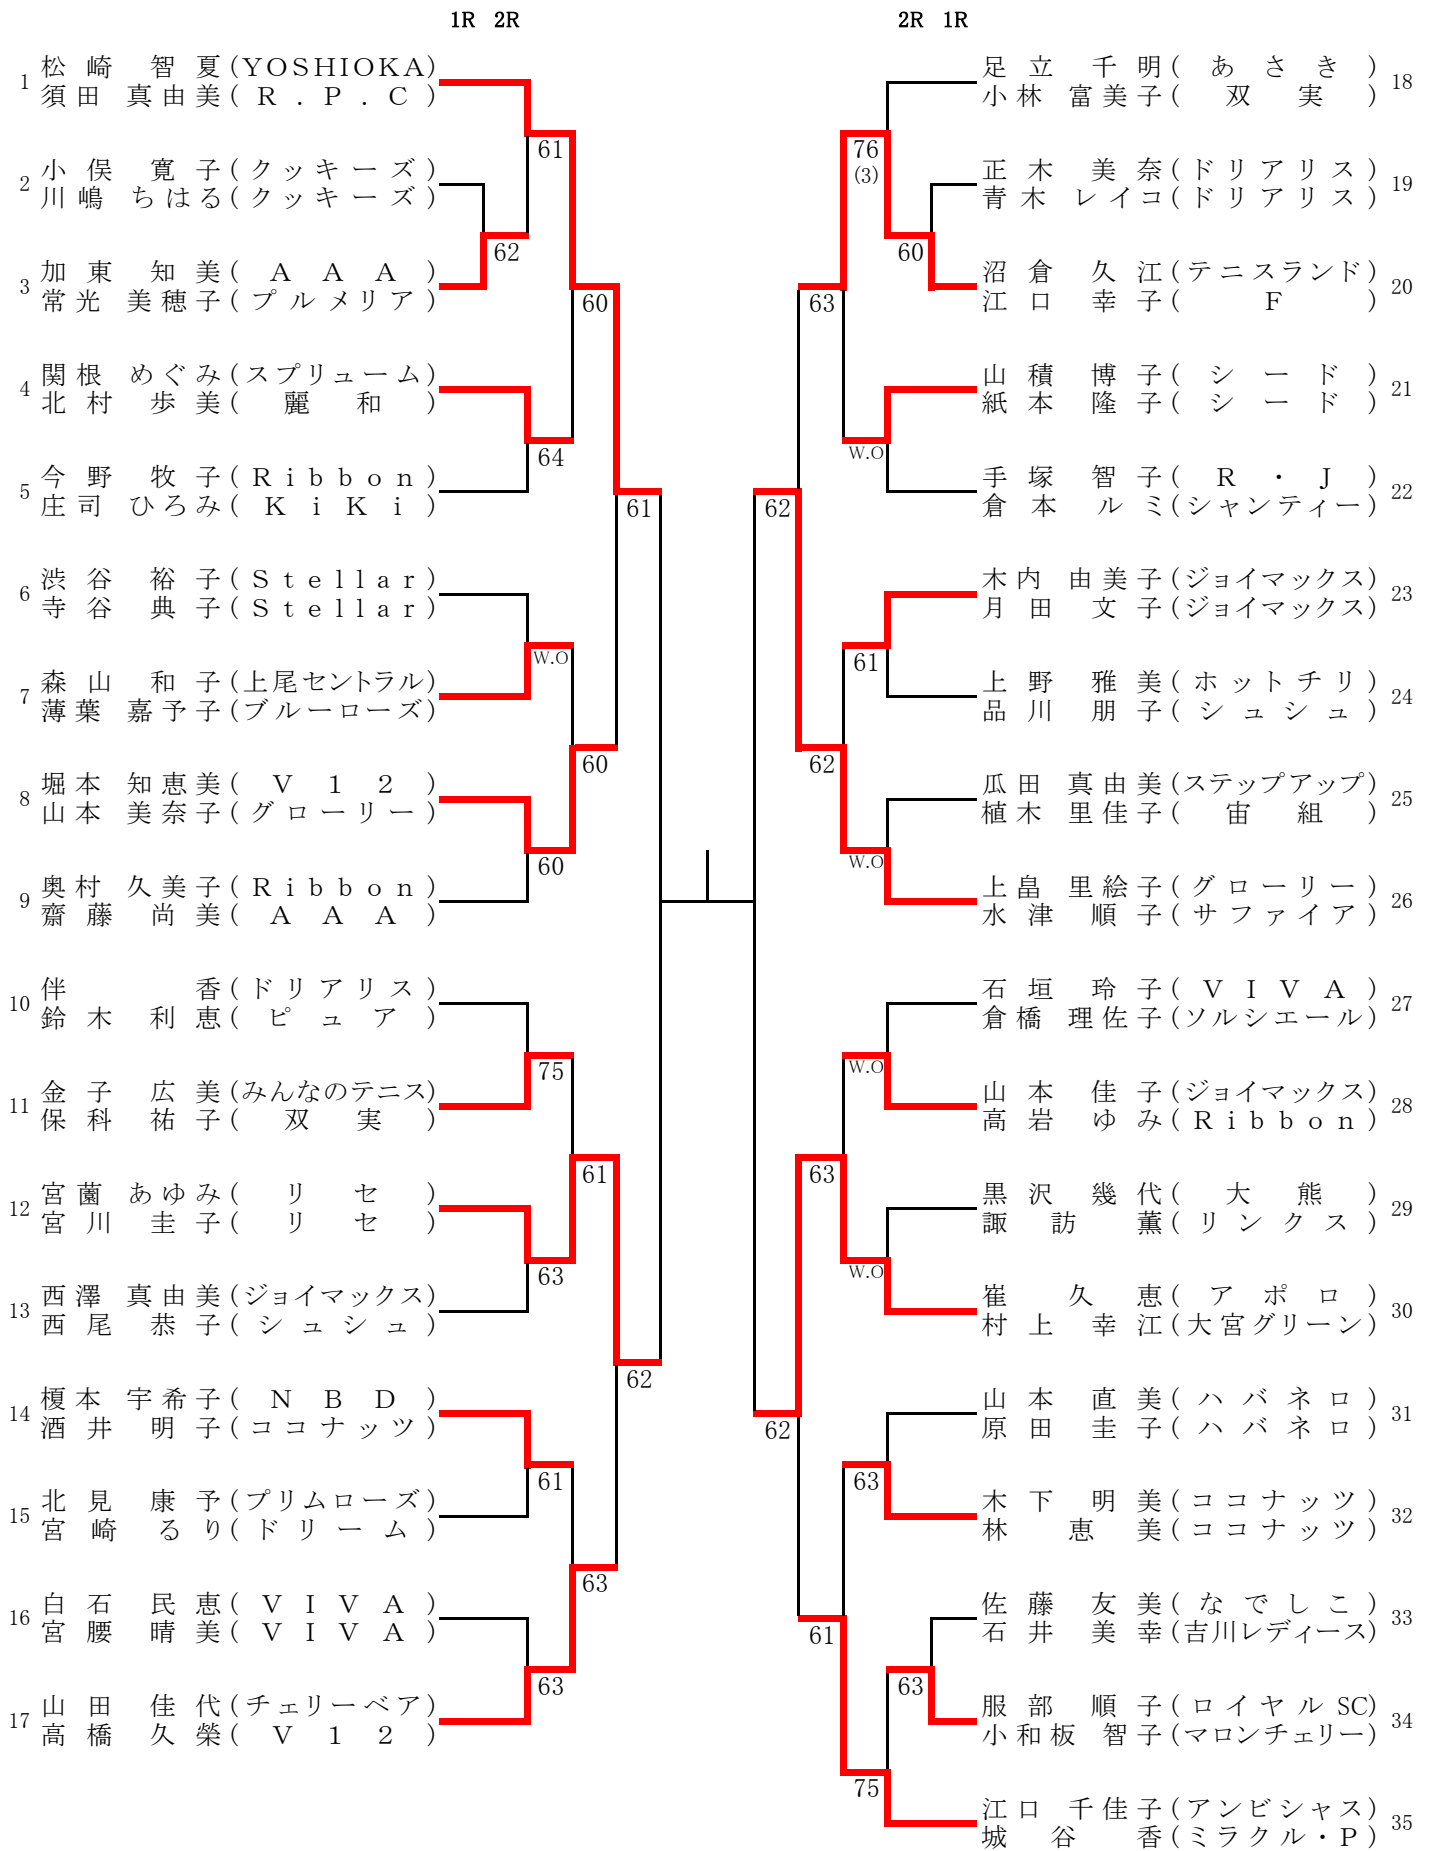 1R 2R
1 松崎 智夏(YOSHIOKA)
須田 真由美(R.P.C)
61
2 小俣 寛子(クッキーズ)
川嶋 ちはる(クッキーズ)
62
3 加東 知美(AAA)
常光 美穂子(プルメリア)
60
4 関根 めぐみ(スプリューム)
北村 歩美(麗和)
64
5 今野 牧子(Ribbon)
庄司 ひろみ(KiKi)
61
6 渋谷 裕子(Stellar)
寺谷 典子(Stellar)
W.O
7 森山 和子(上尾セントラル)
薄葉 嘉予子(ブルーローズ)
60
8 堀本 知恵美(V12)
山本 美奈子(グローリー)
60
9 奥村 久美子(Ribbon)
齋藤 尚美(AAA)
10 伴 香(ドリアリス)
鈴木 利恵(ピュア)
75
11 金子 広美(みんなのテニス)
保科 祐子(双実)
61
12 宮薗 あゆみ(リセ)
宮川 圭子(リセ)
63
13 西澤 真由美(ジョイマックス)
西尾 恭子(シュシュ)
62
14 榎本 宇希子(NBD)
酒井 明子(ココナッツ)
61
15 北見 康予(プリムローズ)
宮崎 るり(ドリーム)
63
16 白石 民恵(VIVA)
宮腰 晴美(VIVA)
63
17 山田 佳代(チェリーベア)
高橋 久榮(V12)
2R 1R
足立 千明(あさき) 18
小林 富美子(双実)
76
(3)
正木 美奈(ドリアリス) 19
青木 レイコ(ドリアリス)
60
沼倉 久江(テニスランド) 20
江口 幸子(F)
63
山積 博子(シード) 21
紙本 隆子(シード)
W.O
手塚 智子(R・J) 22
倉本 ルミ(シャンティー)
62
木内 由美子(ジョイマックス) 23
月田 文子(ジョイマックス)
61
上野 雅美(ホットチリ) 24
品川 朋子(シュシュ)
62
瓜田 真由美(ステップアップ) 25
植木 里佳子(宙組)
W.O
上畠 里絵子(グローリー) 26
水津 順子(サファイア)
石垣 玲子(VIVA) 27
倉橋 理佐子(ソルシエール)
W.O
山本 佳子(ジョイマックス) 28
高岩 ゆみ(Ribbon)
63
黒沢 幾代(大熊) 29
諏訪 薫(リンクス)
W.O
崔 久恵(アポロ) 30
村上 幸江(大宮グリーン)
62
山本 直美(ハバネロ) 31
原田 圭子(ハバネロ)
63
木下 明美(ココナッツ) 32
林 恵美(ココナッツ)
61
佐藤 友美(なでしこ) 33
石井 美幸(吉川レディース)
63
服部 順子(ロイヤルSC) 34
小和板 智子(マロンチェリー)
75
江口 千佳子(アンビシャス) 35
城谷 香(ミラクル・P)